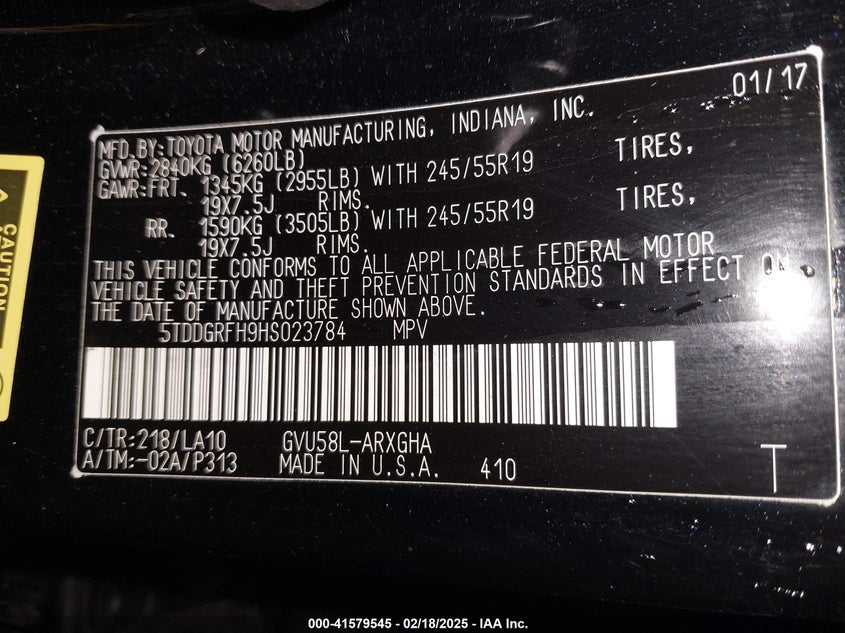 01/17
MFD.BY:TOYOTA MOTOR MANUFACTURING, INDIANA, INC.
GVWR:2840KG (6260LB)
GAWR:FRT. 1345KG (2955LB) WITH 245/55R19 TIRES,
19X7.5J RIMS.
RR. 1590KG (3505LB) WITH 245/55R19 TIRES,
19X7.5J RIMS.
THIS VEHICLE CONFORMS TO ALL APPLICABLE FEDERAL MOTOR
VEHICLE SAFETY AND THEFT PREVENTION STANDARDS IN EFFECT ON
THE DATE OF MANUFACTURE SHOWN ABOVE.
5TDDGRFH9HS023784 MPV
C/TR:218/LA10 GVU58L-ARXGHA
A/TM:-02A/P313 MADE IN U.S.A. 410
T
CAUTION
000-41579545 - 02/18/2025 - IAA Inc.